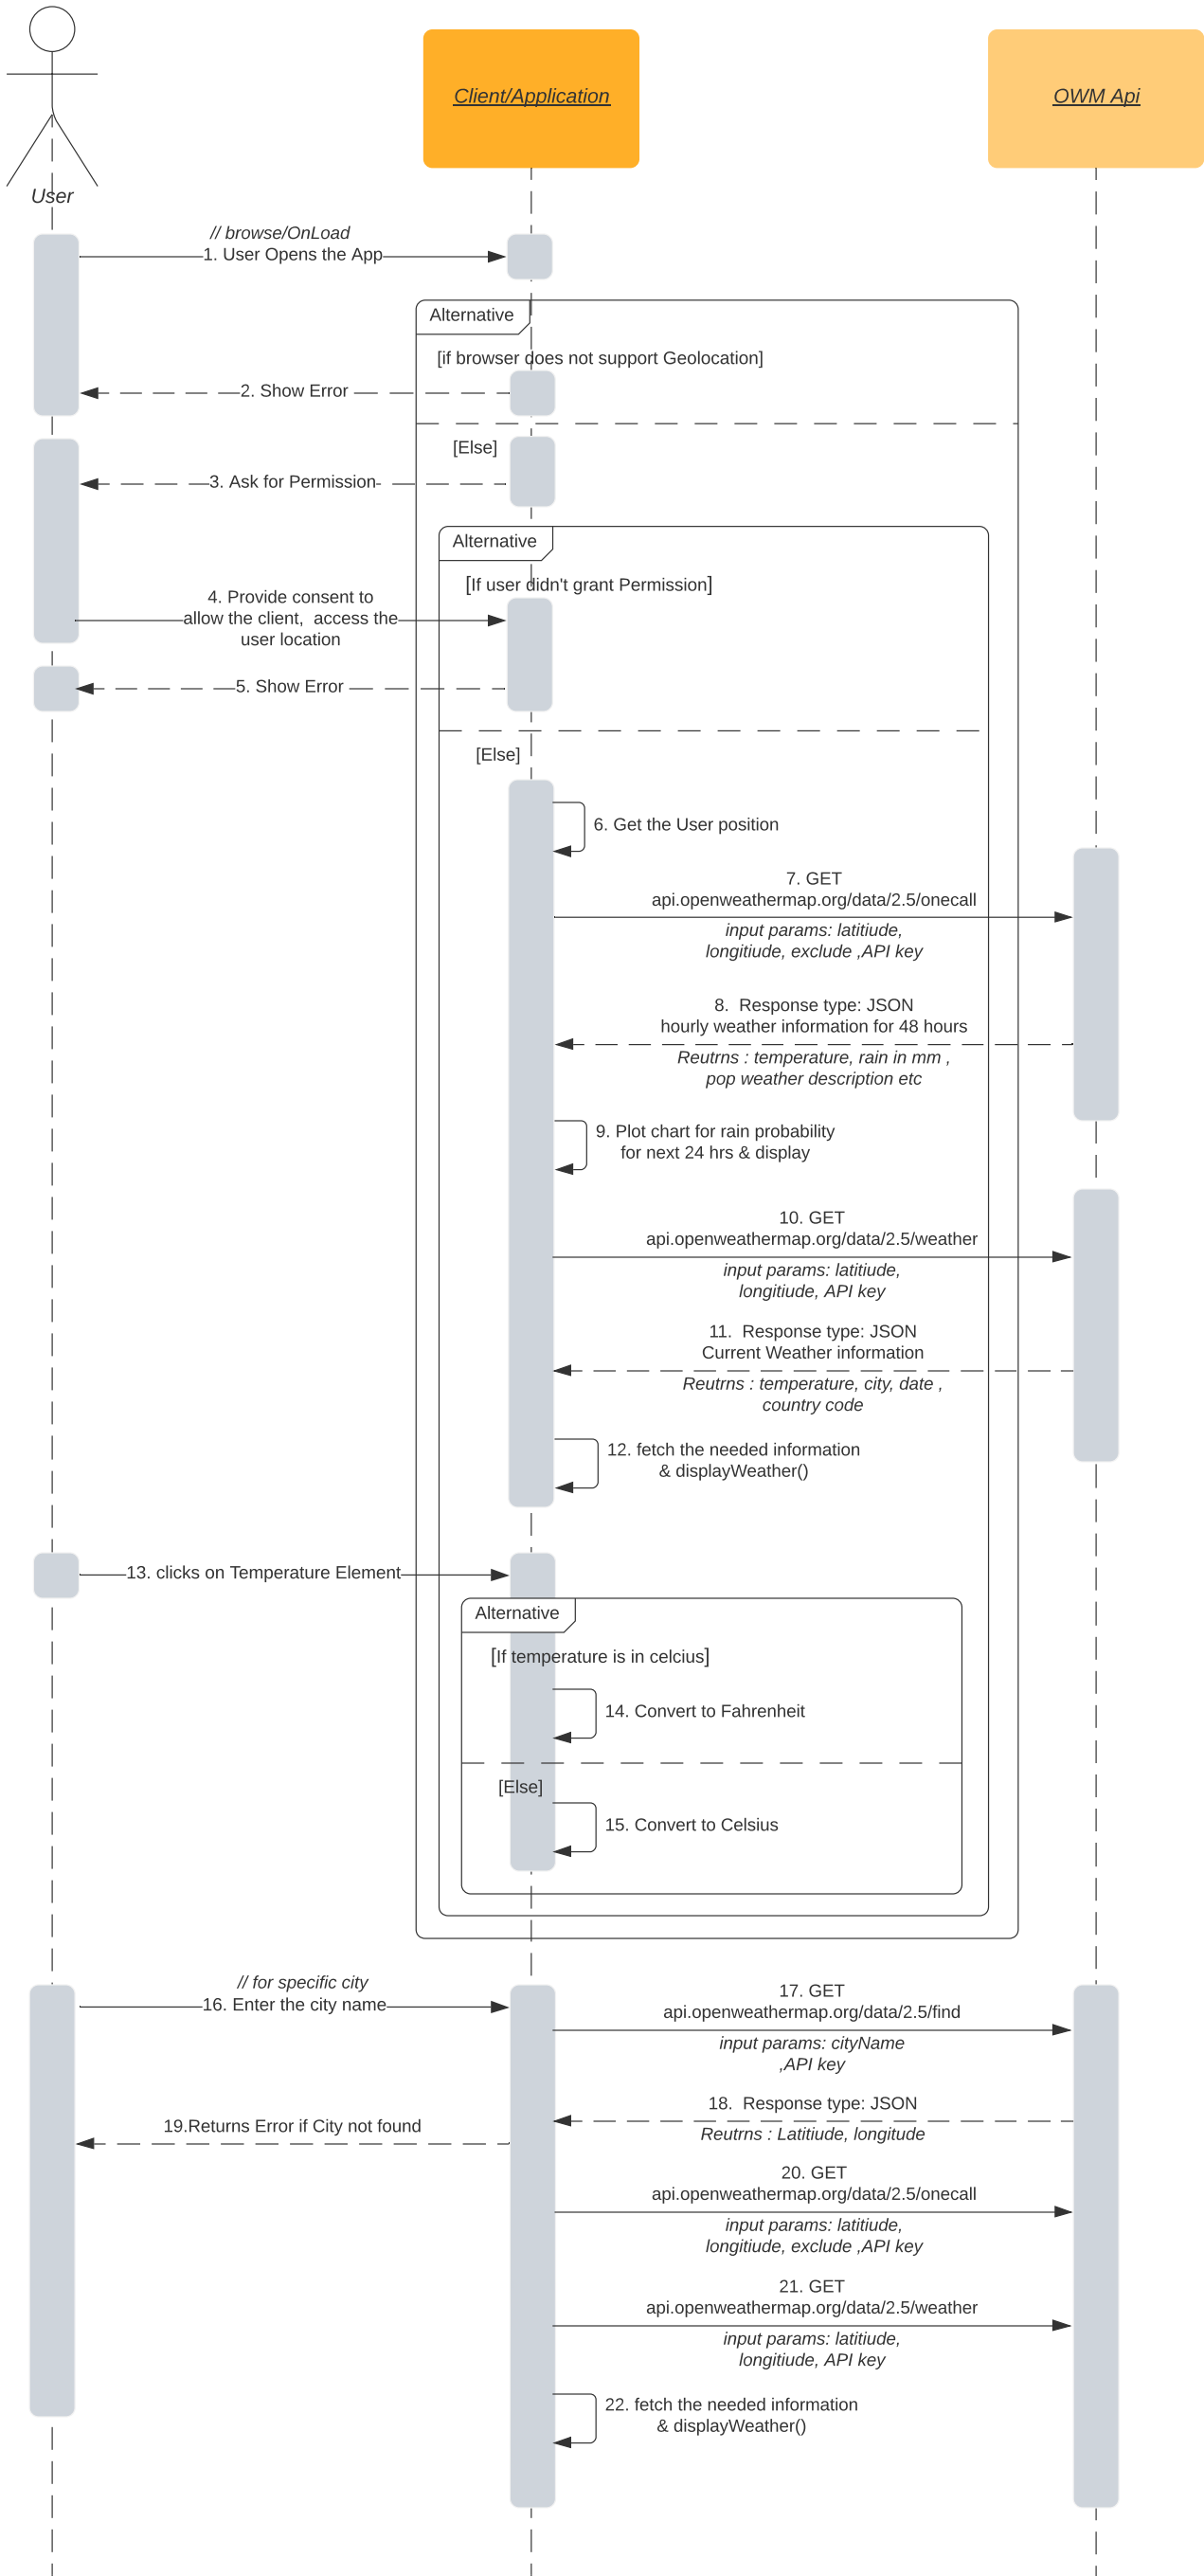 User
Client/Application
OWM Api
// browse/OnLoad
1. User Opens the App
Alternative
[if browser does not support Geolocation]
2. Show Error
[Else]
3. Ask for Permission
Alternative
[If user didn't grant Permission]
4. Provide consent to
allow the client,  access the
user location
5. Show Error
[Else]
6. Get the User position
7. GET
api.openweathermap.org/data/2.5/onecall
input params: latitiude,
longitiude, exclude ,API key
8.  Response type: JSON
hourly weather information for 48 hours
Reutrns : temperature, rain in mm ,
pop weather description etc
9. Plot chart for rain probability
for next 24 hrs & display
10. GET
api.openweathermap.org/data/2.5/weather
input params: latitiude,
longitiude, API key
11.  Response type: JSON
Current Weather information
Reutrns : temperature, city, date ,
country code
12. fetch the needed information
& displayWeather()
13. clicks on Temperature Element
Alternative
[If temperature is in celcius]
14. Convert to Fahrenheit
[Else]
15. Convert to Celsius
// for specific city
16. Enter the city name
17. GET
api.openweathermap.org/data/2.5/find
input params: cityName
,API key
18.  Response type: JSON
Reutrns : Latitiude, longitude
19.Returns Error if City not found
20. GET
api.openweathermap.org/data/2.5/onecall
input params: latitiude,
longitiude, exclude ,API key
21. GET
api.openweathermap.org/data/2.5/weather
input params: latitiude,
longitiude, API key
22. fetch the needed information
& displayWeather()